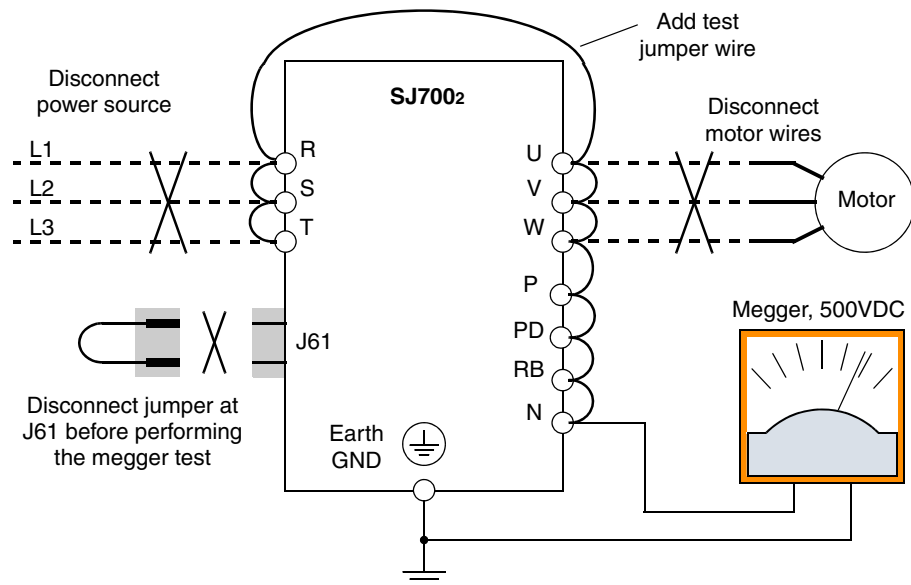 Add test
jumper wire
Disconnect
power source
SJ7002
Disconnect
motor wires
L1
L2
L3
R
S
T
U
V
W
P
PD
RB
N
Motor
J61
Megger, 500VDC
Disconnect jumper at
J61 before performing
the megger test
Earth
GND